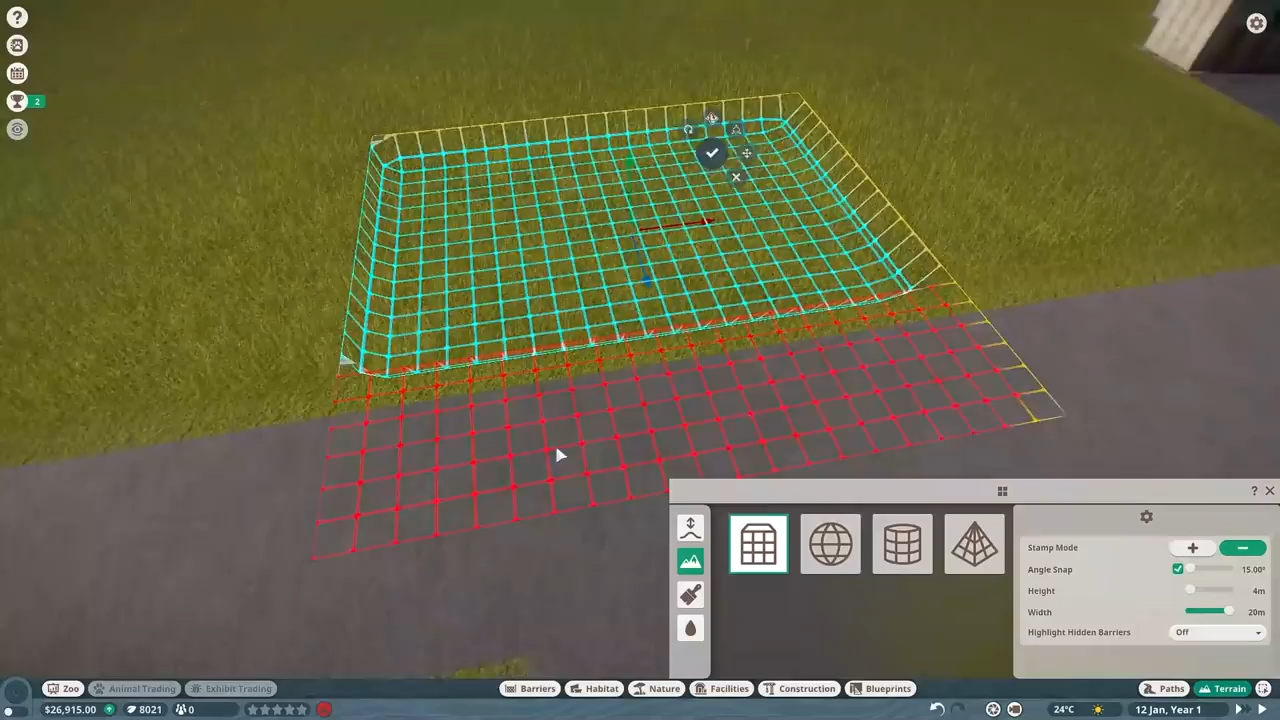 ?
2
? ×
Stamp Mode + −
Angle Snap 15.00°
Height 4m
Width 20m
Highlight Hidden Barriers Off
Zoo Animal Trading Exhibit Trading Barriers Habitat Nature Facilities Construction Blueprints Paths Terrain
$26,915.00 8021 0 24°C 12 Jan, Year 1